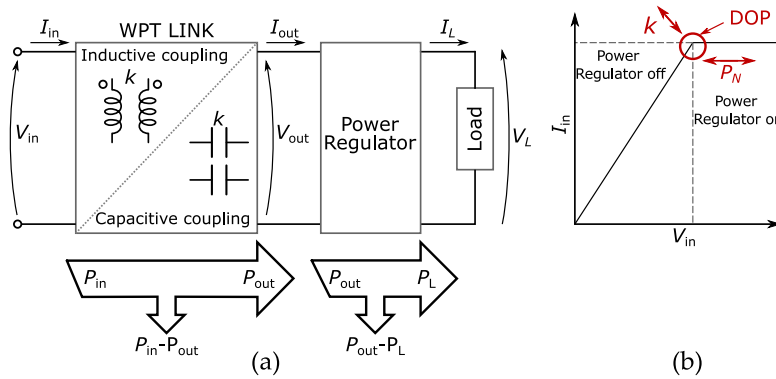 WPT LINK
I_in
I_out
I_L
Inductive coupling
k
V_in
k
Capacitive coupling
V_out
Power
Regulator
Load
V_L
P_in
P_out
P_in-P_out
P_out
P_L
P_out-P_L
(a)
k
DOP
Power
Regulator off
P_N
Power
Regulator on
I_in
V_in
(b)